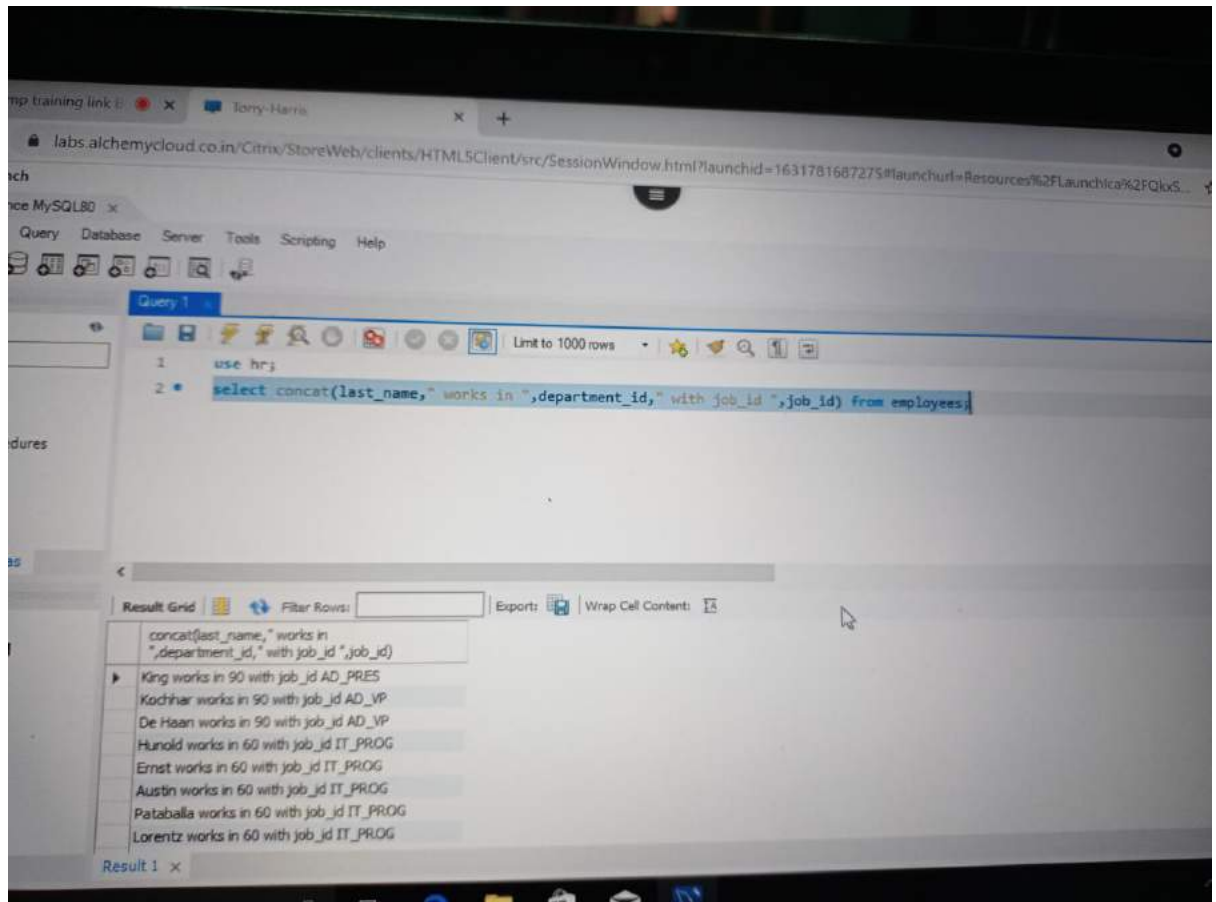 training link
Torry-Harris
labs.alchemycloud.co.in/Citrix/StoreWeb/clients/HTML5Client/src/SessionWindow.html?launchid=1631781687275#launchurl=Resources%2FLaunchIca%2FQkxS...
MySQL80
Query Database Server Tools Scripting Help
Query 1
Limit to 1000 rows
1 use hr;
2 select concat(last_name," works in ",department_id," with job_id ",job_id) from employees;
dures
Result Grid Filter Rows: Export: Wrap Cell Content:
concat(last_name," works in
",department_id," with job_id ",job_id)
King works in 90 with job_id AD_PRES
Kochhar works in 90 with job_id AD_VP
De Haan works in 90 with job_id AD_VP
Hunold works in 60 with job_id IT_PROG
Ernst works in 60 with job_id IT_PROG
Austin works in 60 with job_id IT_PROG
Pataballa works in 60 with job_id IT_PROG
Lorentz works in 60 with job_id IT_PROG
Result 1